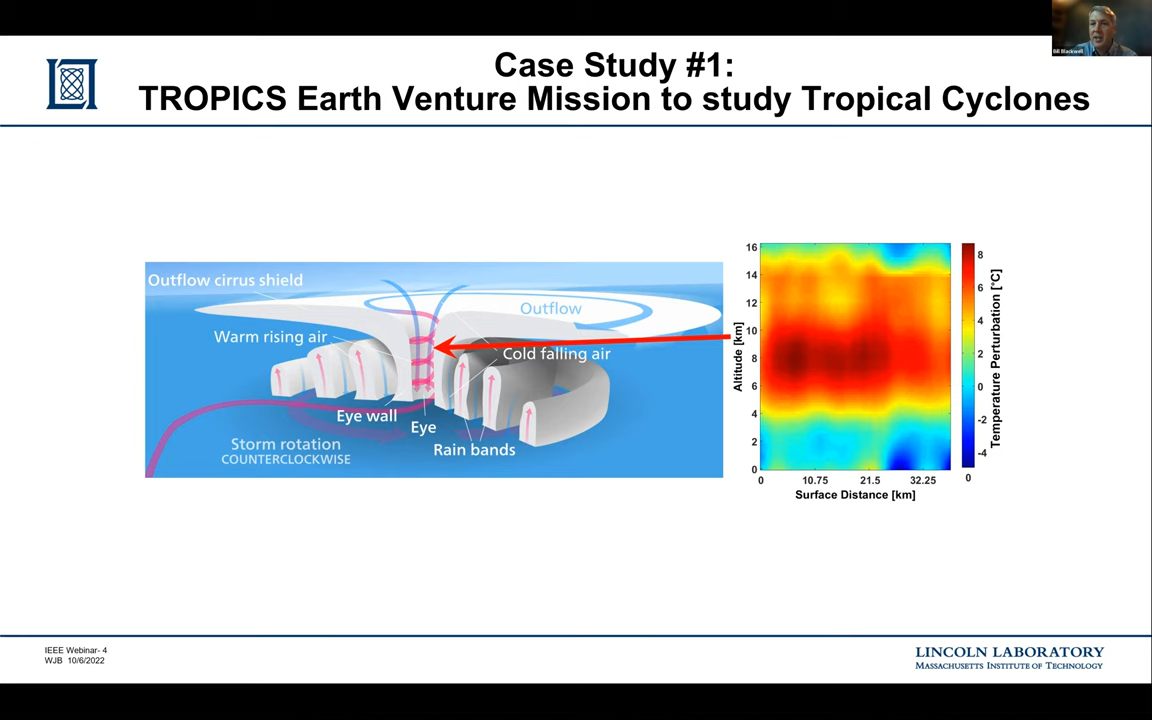 Bill Blackwell
Case Study #1:
TROPICS Earth Venture Mission to study Tropical Cyclones
Outflow cirrus shield
Outflow
Warm rising air
Cold falling air
Eye wall
Eye
Storm rotation
COUNTERCLOCKWISE
Rain bands
16
14
12
10
8
6
4
2
0
Altitude [km]
0 10.75 21.5 32.25
Surface Distance [km]
8
6
4
2
0
-2
-4
0
Temperature Perturbation [°C]
IEEE Webinar- 4
WJB 10/6/2022
LINCOLN LABORATORY
MASSACHUSETTS INSTITUTE OF TECHNOLOGY